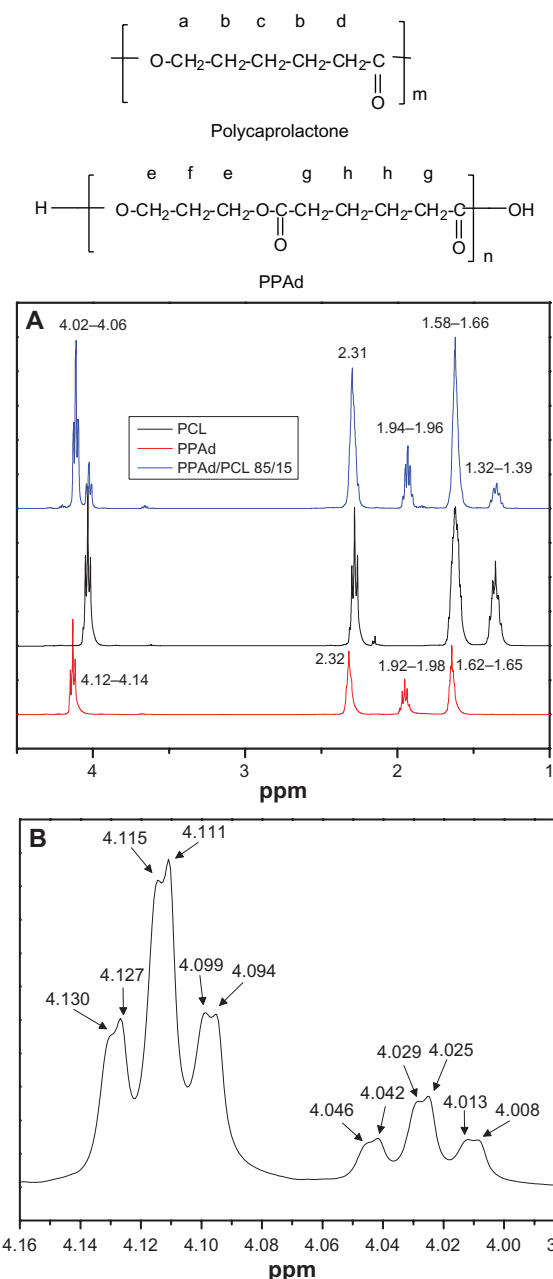 a b c b d
O-CH2-CH2-CH2-CH2-CH2-C
O
m
Polycaprolactone
e f e g h h g
H O-CH2-CH2-CH2-O-C-CH2-CH2-CH2-CH2-C OH
O O
n
PPAd
A
4.02–4.06
2.31
1.58–1.66
PCL
PPAd
PPAd/PCL 85/15
1.94–1.96
1.32–1.39
4.12–4.14
2.32
1.92–1.98
1.62–1.65
4 3 2 1
ppm
B
4.115
4.111
4.130
4.127
4.099
4.094
4.046
4.042
4.029
4.025
4.013
4.008
4.16 4.14 4.12 4.10 4.08 4.06 4.04 4.02 4.00 3
ppm